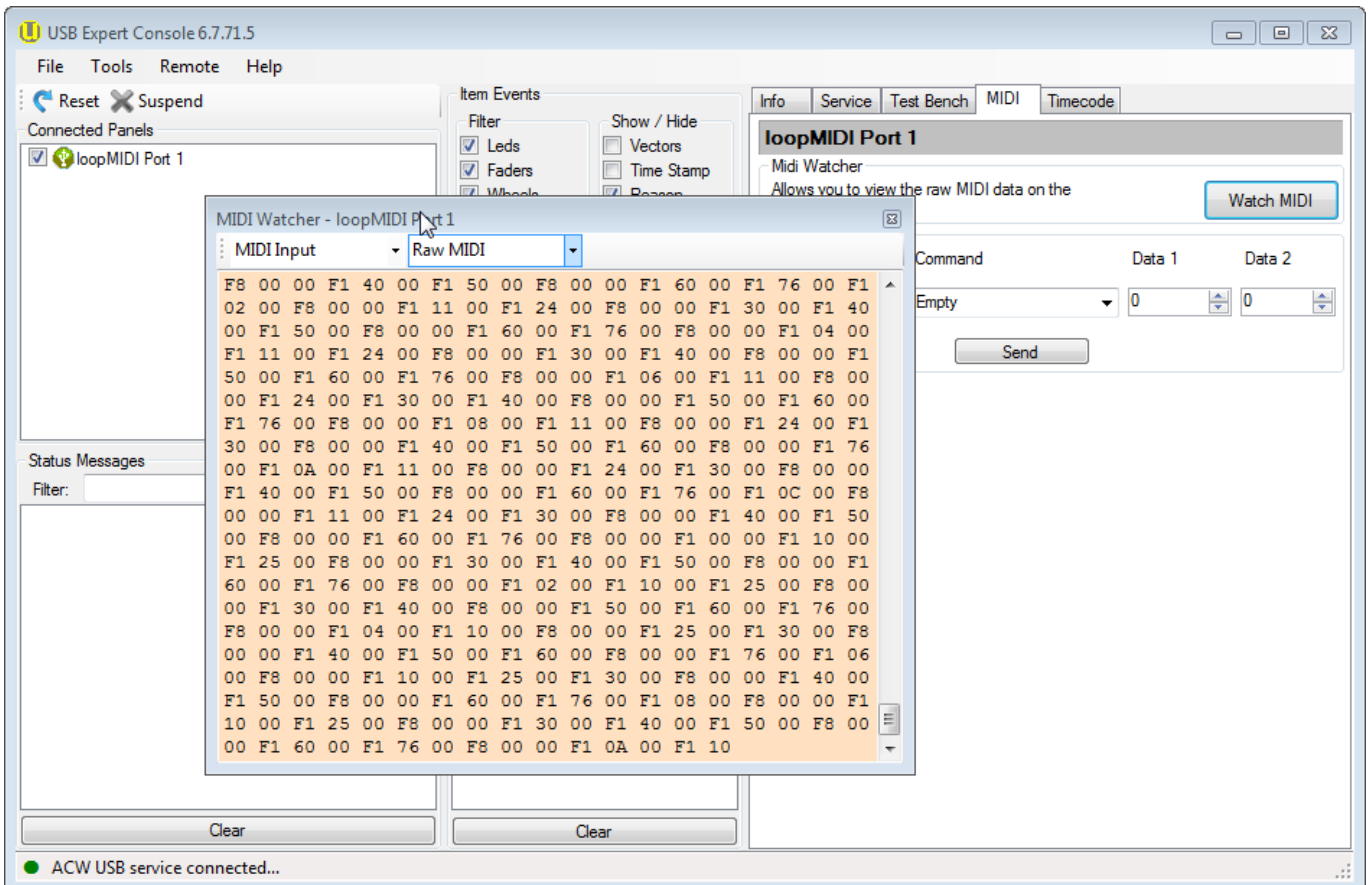 USB Expert Console 6.7.71.5
File Tools Remote Help
Reset Suspend
Connected Panels
loopMIDI Port 1
Item Events
Filter
Leds
Faders
Wheels
Show / Hide
Vectors
Time Stamp
Reason
Info Service Test Bench MIDI Timecode
loopMIDI Port 1
Midi Watcher
Allows you to view the raw MIDI data on the
Watch MIDI
Command Data 1 Data 2
Empty 0 0
Send
MIDI Watcher - loopMIDI Port 1
MIDI Input Raw MIDI
F8 00 00 F1 40 00 F1 50 00 F8 00 00 F1 60 00 F1 76 00 F1
02 00 F8 00 00 F1 11 00 F1 24 00 F8 00 00 F1 30 00 F1 40
00 F1 50 00 F8 00 00 F1 60 00 F1 76 00 F8 00 00 F1 04 00
F1 11 00 F1 24 00 F8 00 00 F1 30 00 F1 40 00 F8 00 00 F1
50 00 F1 60 00 F1 76 00 F8 00 00 F1 06 00 F1 11 00 F8 00
00 F1 24 00 F1 30 00 F1 40 00 F8 00 00 F1 50 00 F1 60 00
F1 76 00 F8 00 00 F1 08 00 F1 11 00 F8 00 00 F1 24 00 F1
30 00 F8 00 00 F1 40 00 F1 50 00 F1 60 00 F8 00 00 F1 76
00 F1 0A 00 F1 11 00 F8 00 00 F1 24 00 F1 30 00 F8 00 00
F1 40 00 F1 50 00 F8 00 00 F1 60 00 F1 76 00 F1 0C 00 F8
00 00 F1 11 00 F1 24 00 F1 30 00 F8 00 00 F1 40 00 F1 50
00 F8 00 00 F1 60 00 F1 76 00 F8 00 00 F1 00 00 F1 10 00
F1 25 00 F8 00 00 F1 30 00 F1 40 00 F1 50 00 F8 00 00 F1
60 00 F1 76 00 F8 00 00 F1 02 00 F1 10 00 F1 25 00 F8 00
00 F1 30 00 F1 40 00 F8 00 00 F1 50 00 F1 60 00 F1 76 00
F8 00 00 F1 04 00 F1 10 00 F8 00 00 F1 25 00 F1 30 00 F8
00 00 F1 40 00 F1 50 00 F1 60 00 F8 00 00 F1 76 00 F1 06
00 F8 00 00 F1 10 00 F1 25 00 F1 30 00 F8 00 00 F1 40 00
F1 50 00 F8 00 00 F1 60 00 F1 76 00 F1 08 00 F8 00 00 F1
10 00 F1 25 00 F8 00 00 F1 30 00 F1 40 00 F1 50 00 F8 00
00 F1 60 00 F1 76 00 F8 00 00 F1 0A 00 F1 10
Status Messages
Filter:
Clear
Clear
ACW USB service connected...